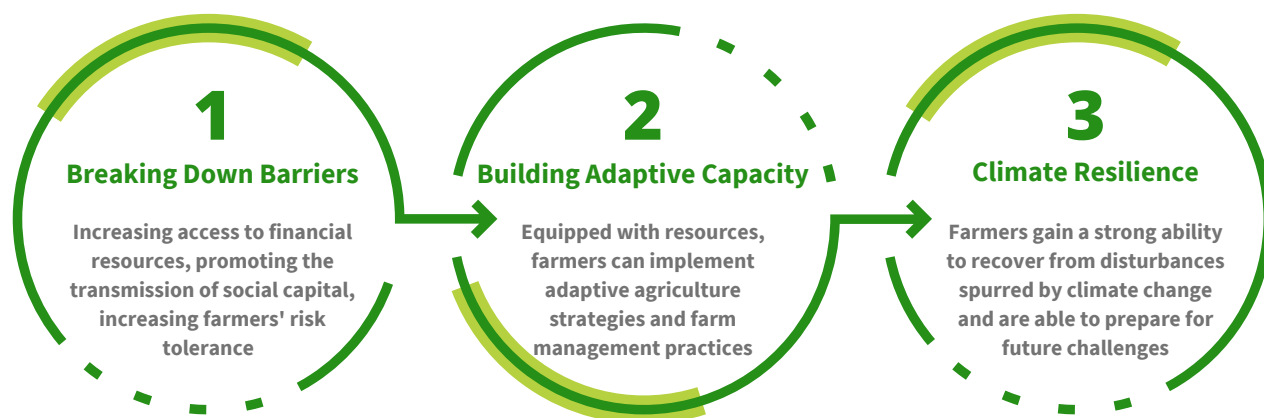 1
Breaking Down Barriers
Increasing access to financial
resources, promoting the
transmission of social capital,
increasing farmers' risk
tolerance
2
Building Adaptive Capacity
Equipped with resources,
farmers can implement
adaptive agriculture
strategies and farm
management practices
3
Climate Resilience
Farmers gain a strong ability
to recover from disturbances
spurred by climate change
and are able to prepare for
future challenges